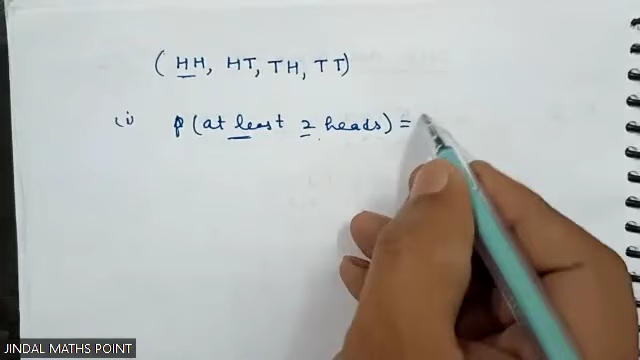 (HH, HT, TH, TT)
(i) P(at least 2 heads) =
JINDAL MATHS POINT